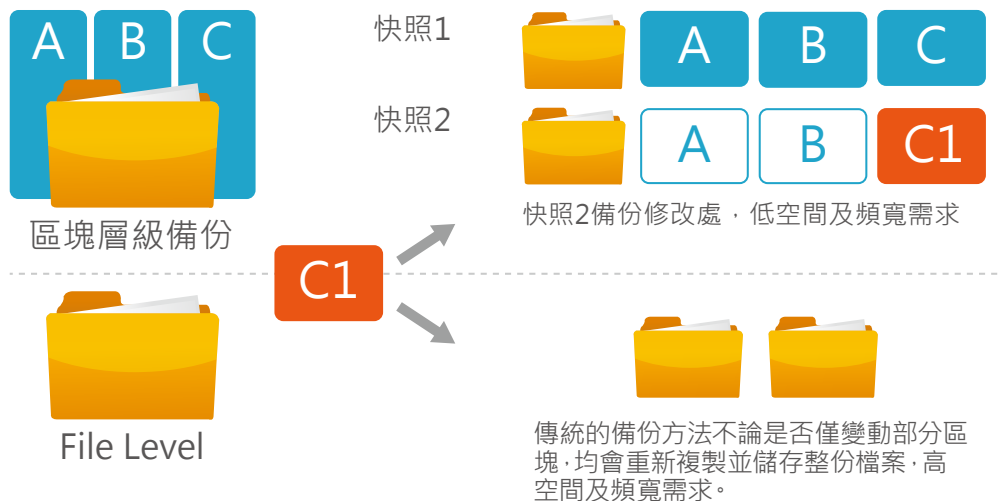 A B C
區塊層級備份
快照1
A B C
快照2
A B C1
快照2備份修改處，低空間及頻寬需求
C1
File Level
傳統的備份方法不論是否僅變動部分區
塊，均會重新複製並儲存整份檔案，高
空間及頻寬需求。